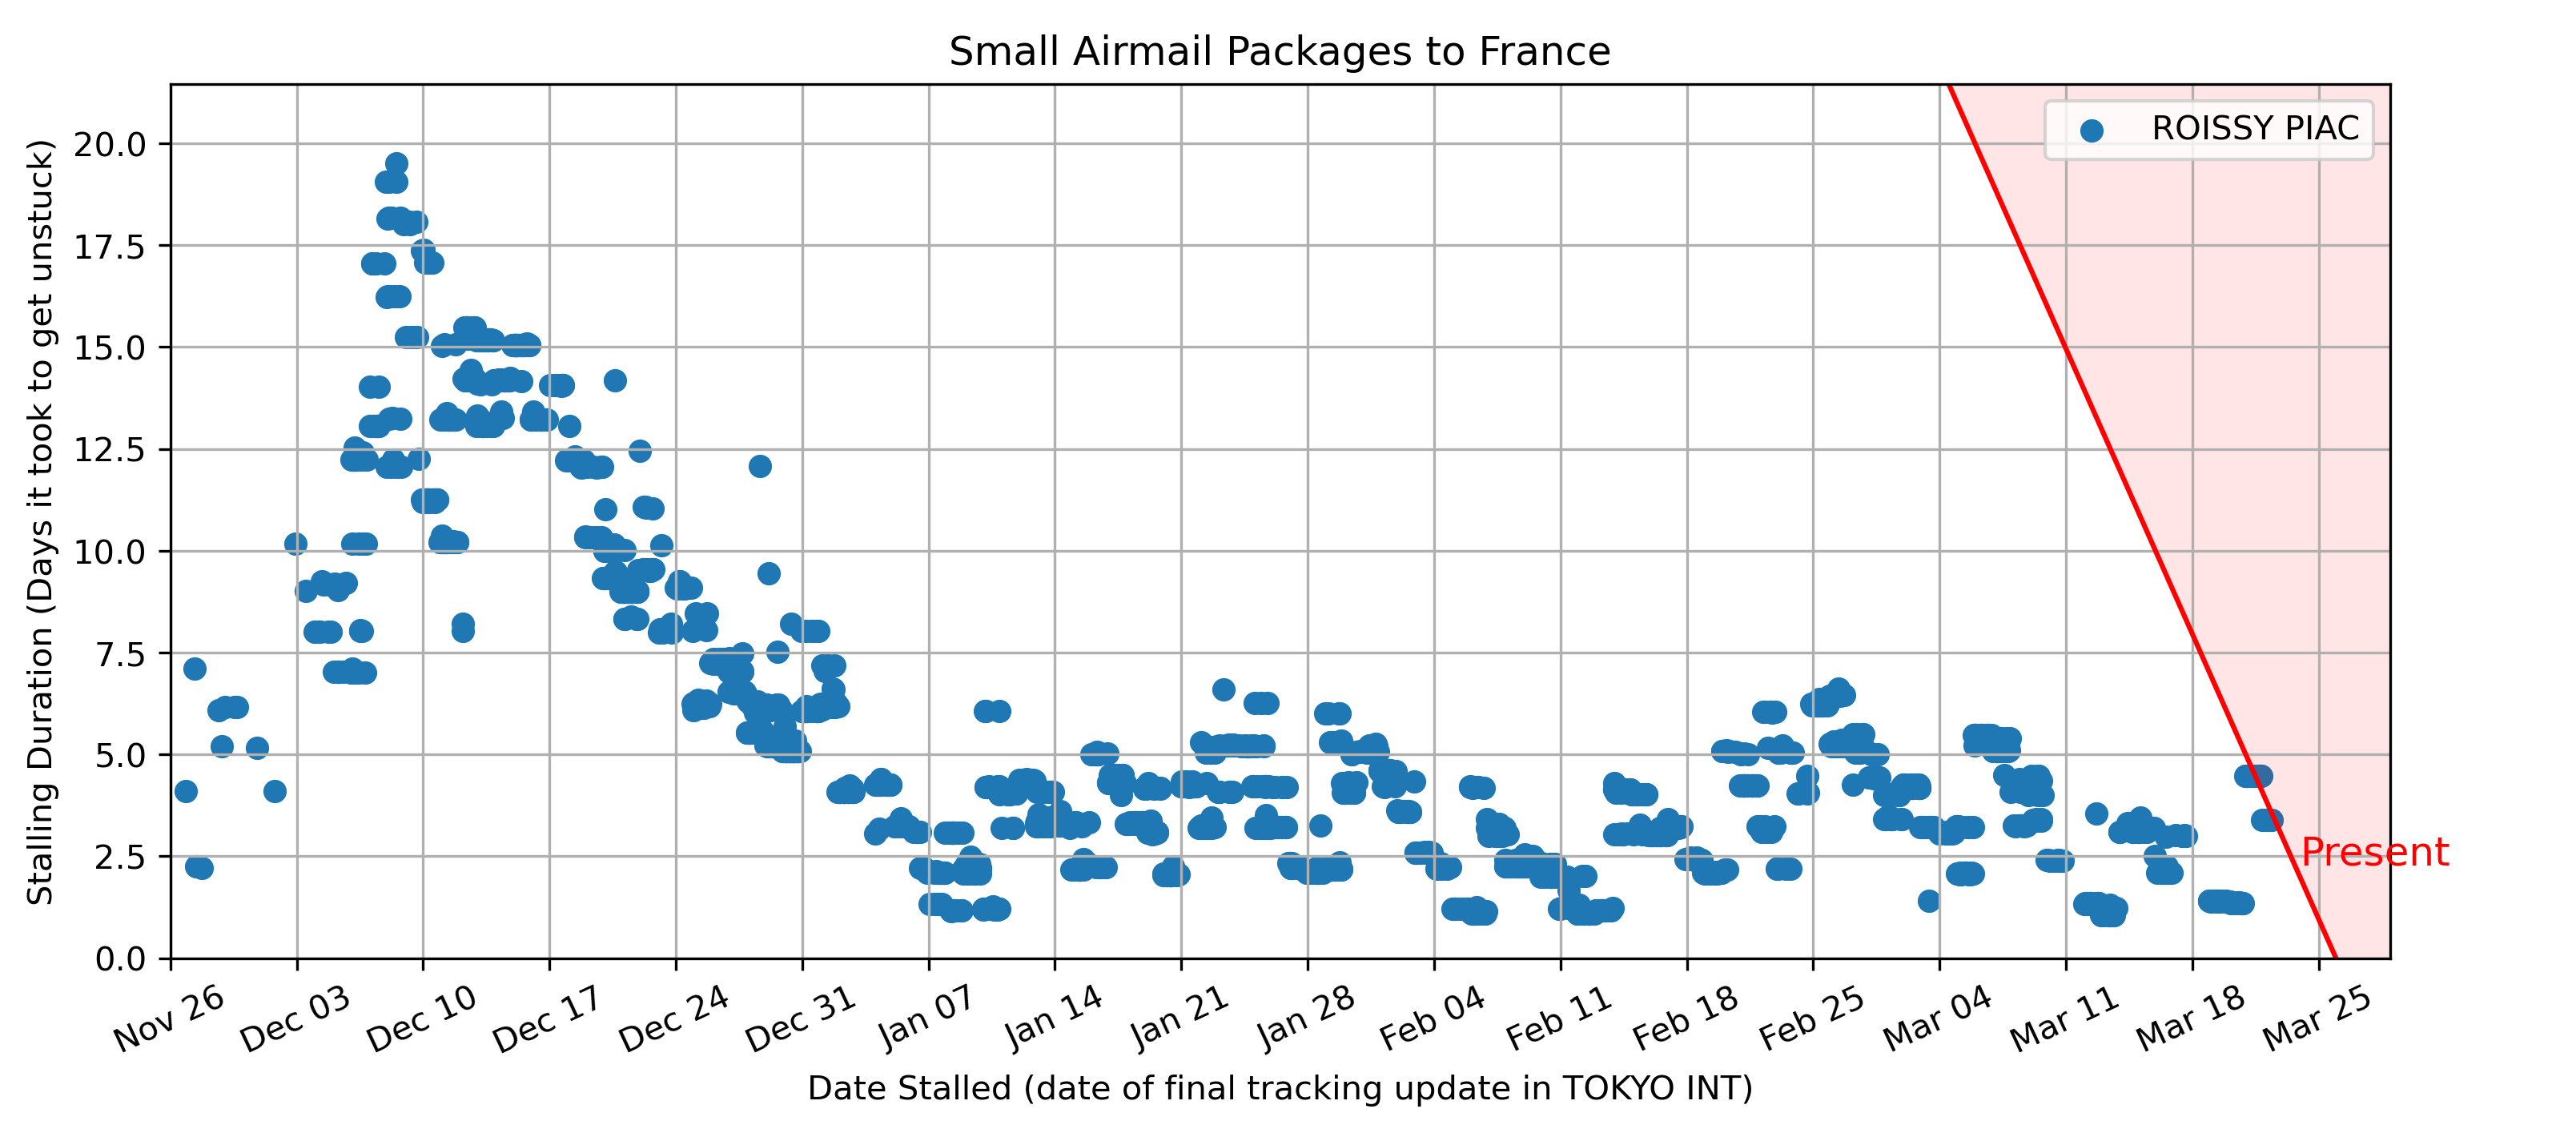 Small Airmail Packages to France
Stalling Duration (Days it took to get unstuck)
20.0
17.5
15.0
12.5
10.0
7.5
5.0
2.5
0.0
ROISSY PIAC
Present
Nov 26
Dec 03
Dec 10
Dec 17
Dec 24
Dec 31
Jan 07
Jan 14
Jan 21
Jan 28
Feb 04
Feb 11
Feb 18
Feb 25
Mar 04
Mar 11
Mar 18
Mar 25
Date Stalled (date of final tracking update in TOKYO INT)